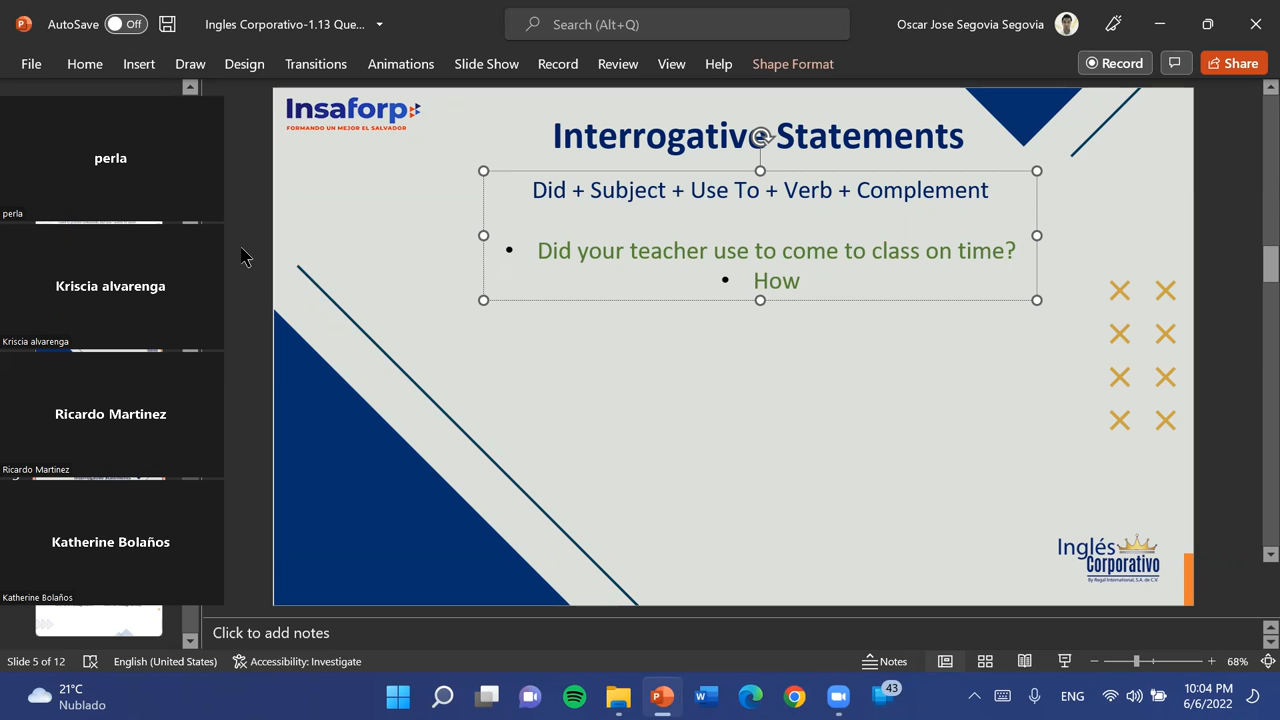 AutoSave
Off
Ingles Corporativo-1.13 Que...
Search (Alt+Q)
Oscar Jose Segovia Segovia
File
Home
Insert
Draw
Design
Transitions
Animations
Slide Show
Record
Review
View
Help
Shape Format
Record
Share
perla
perla
Kriscia alvarenga
Kriscia alvarenga
Ricardo Martinez
Ricardo Martinez
Katherine Bolaños
Katherine Bolaños
Insaforp
FORMANDO UN MEJOR EL SALVADOR
Interrogative Statements
Did + Subject + Use To + Verb + Complement
• Did your teacher use to come to class on time?
• How
Inglés
Corporativo
By Regal International, S.A. de C.V
Click to add notes
Slide 5 of 12
English (United States)
Accessibility: Investigate
Notes
68%
21°C
Nublado
43
ENG
10:04 PM
6/6/2022